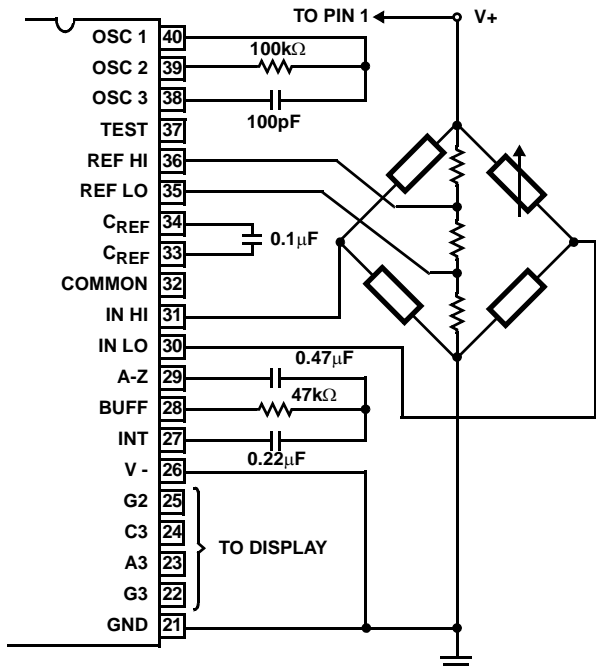 TO PIN 1 V+
OSC 1 40
100kΩ
OSC 2 39
OSC 3 38
100pF
TEST 37
REF HI 36
REF LO 35
CREF 34
0.1µF
CREF 33
COMMON 32
IN HI 31
IN LO 30
0.47µF
A-Z 29
47kΩ
BUFF 28
INT 27
0.22µF
V - 26
G2 25
C3 24
TO DISPLAY
A3 23
G3 22
GND 21